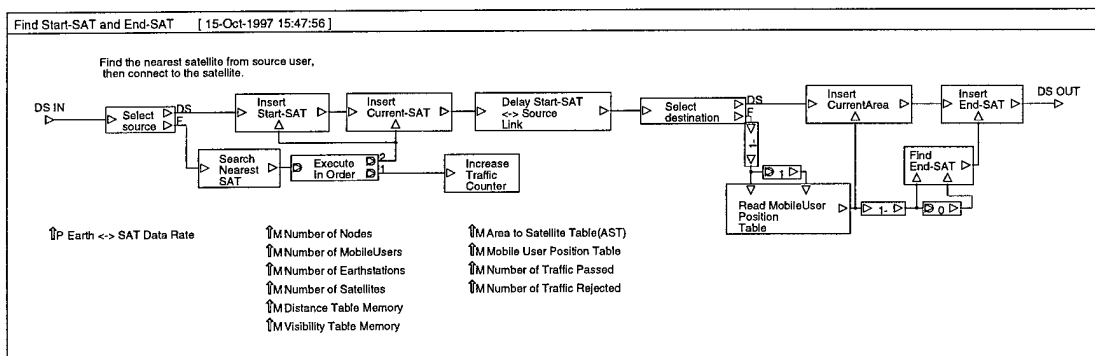 Find Start-SAT and End-SAT [ 15-Oct-1997 15:47:56 ]
Find the nearest satellite from source user,
then connect to the satellite.
DS IN
Select
source
DS
F
Insert
Start-SAT
Insert
Current-SAT
Delay Start-SAT
<-> Source
Link
Select
destination
DS
F
Insert
CurrentArea
Insert
End-SAT
DS OUT
Search
Nearest
SAT
Execute
In Order
2
1
Increase
Traffic
Counter
1-
1
Read MobileUser
Position
Table
1-
0
Find
End-SAT
⇑P Earth <-> SAT Data Rate
⇑M Number of Nodes
⇑M Number of MobileUsers
⇑M Number of Earthstations
⇑M Number of Satellites
⇑M Distance Table Memory
⇑M Visibility Table Memory
⇑M Area to Satellite Table(AST)
⇑M Mobile User Position Table
⇑M Number of Traffic Passed
⇑M Number of Traffic Rejected